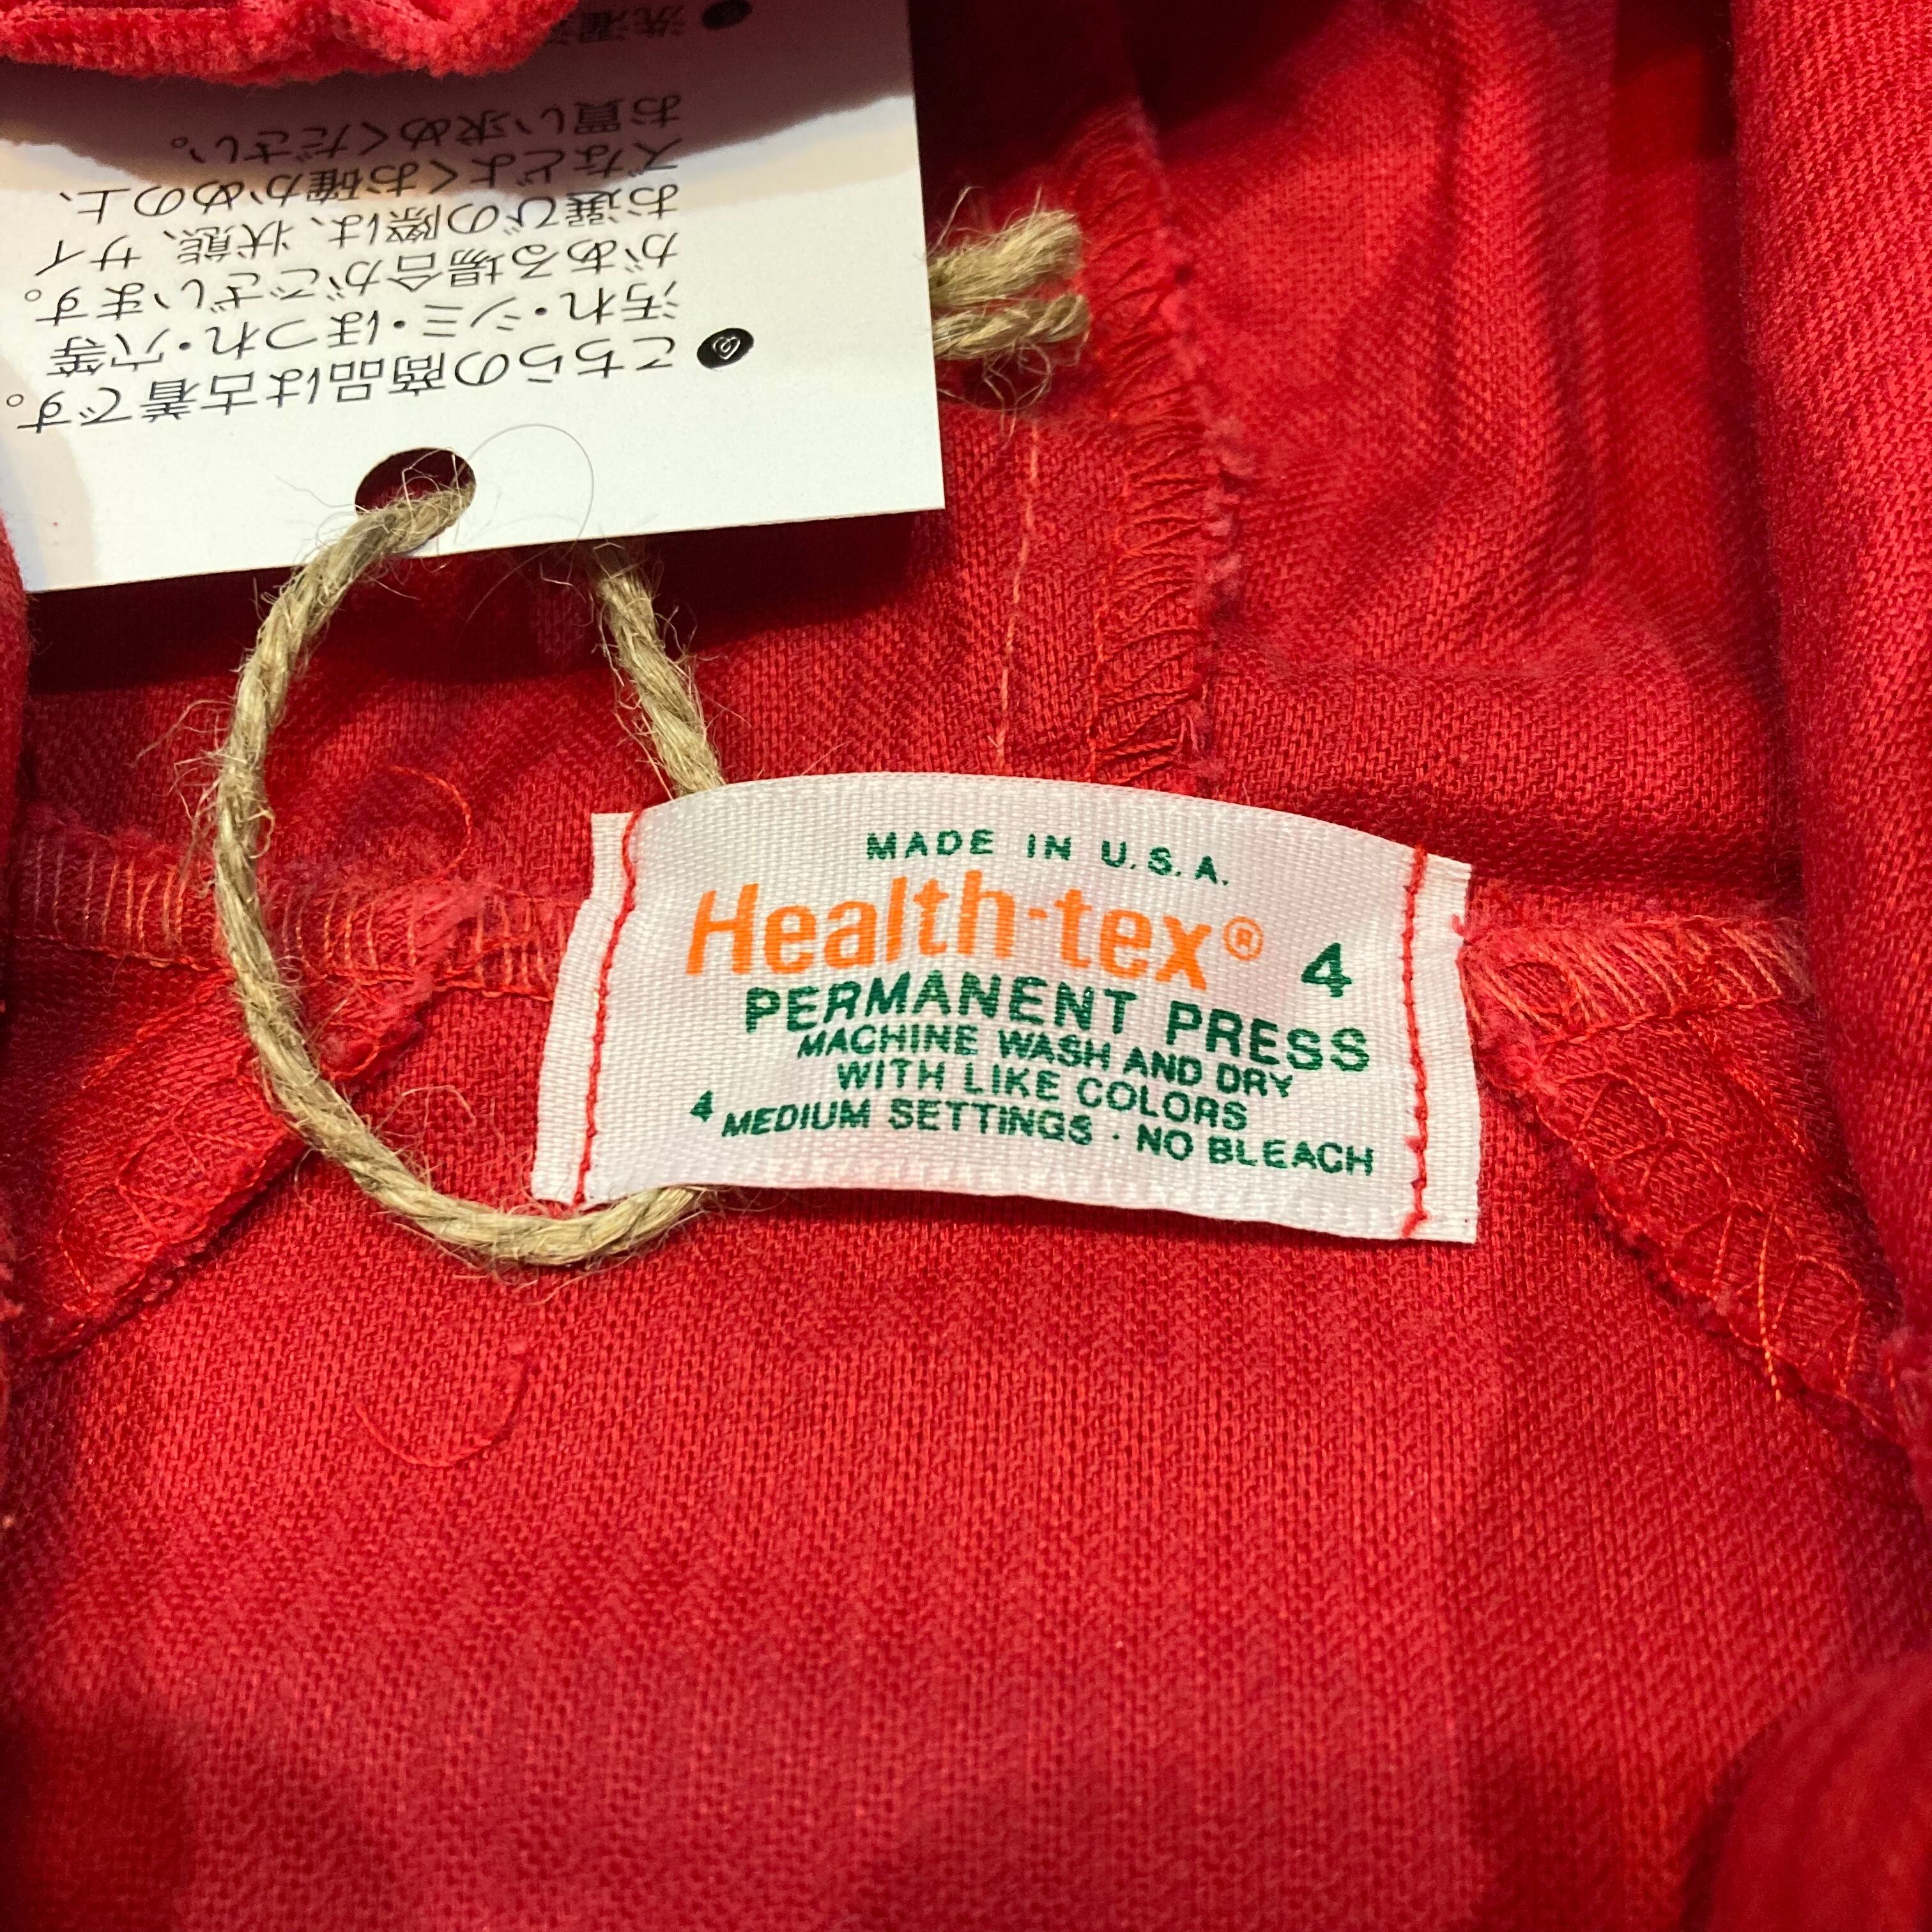 こちらの商品は古着です。
汚れ・シミ・ほつれ・穴等
がある場合がございます。
お選びの際は、状態、サイ
ズなどよくお確かめの上、
お買い求めください。
洗濯
MADE IN U.S.A.
Health-tex® 4
PERMANENT PRESS
MACHINE WASH AND DRY
WITH LIKE COLORS
4 MEDIUM SETTINGS · NO BLEACH